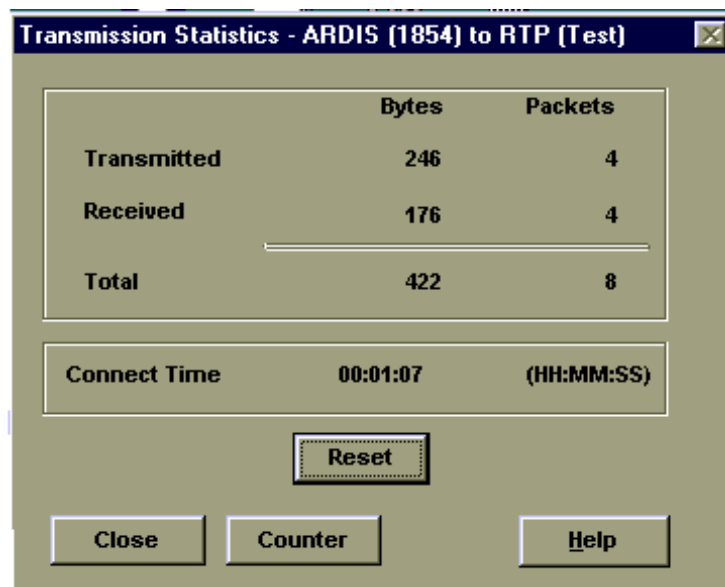 Transmission Statistics - ARDIS (1854) to RTP (Test)
Bytes Packets
Transmitted 246 4
Received 176 4
Total 422 8
Connect Time 00:01:07 (HH:MM:SS)
Reset
Close Counter Help